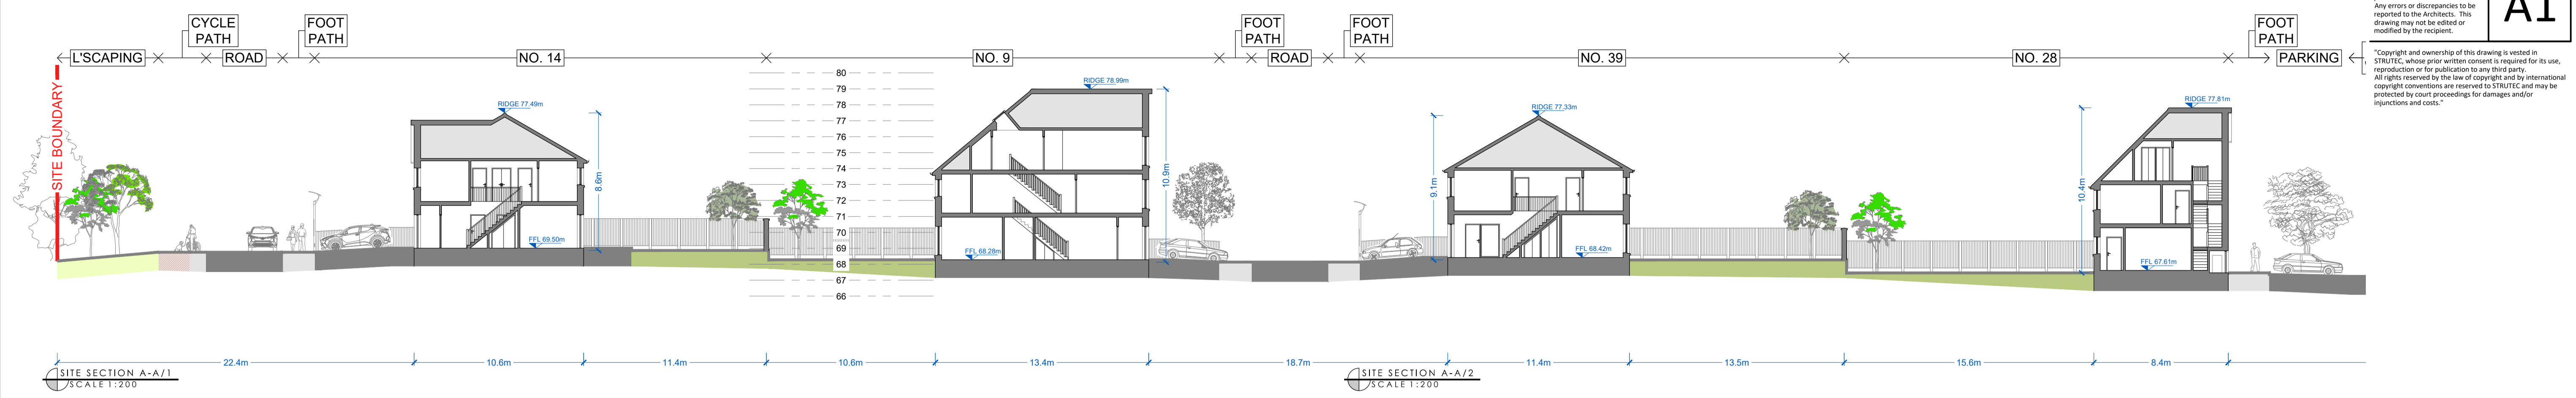 CYCLE
PATH
FOOT
PATH
FOOT
PATH
FOOT
PATH
FOOT
PATH
L'SCAPING
ROAD
NO. 14
NO. 9
ROAD
NO. 39
NO. 28
PARKING
Any errors or discrepancies to be
reported to the Architects. This
drawing may not be edited or
modified by the recipient.
A1
"Copyright and ownership of this drawing is vested in
STRUTEC, whose prior written consent is required for its use,
reproduction or for publication to any third party.
All rights reserved by the law of copyright and by international
copyright conventions are reserved to STRUTEC and may be
protected by court proceedings for damages and/or
injunctions and costs."
SITE BOUNDARY
80
79
78
77
76
75
74
73
72
71
70
69
68
67
66
RIDGE 77.49m
8.6m
FFL 69.50m
RIDGE 78.99m
10.9m
FFL 68.28m
RIDGE 77.33m
9.1m
FFL 68.42m
RIDGE 77.81m
10.4m
FFL 67.61m
22.4m
10.6m
11.4m
10.6m
13.4m
18.7m
11.4m
13.5m
15.6m
8.4m
SITE SECTION A-A/1
SCALE 1:200
SITE SECTION A-A/2
SCALE 1:200